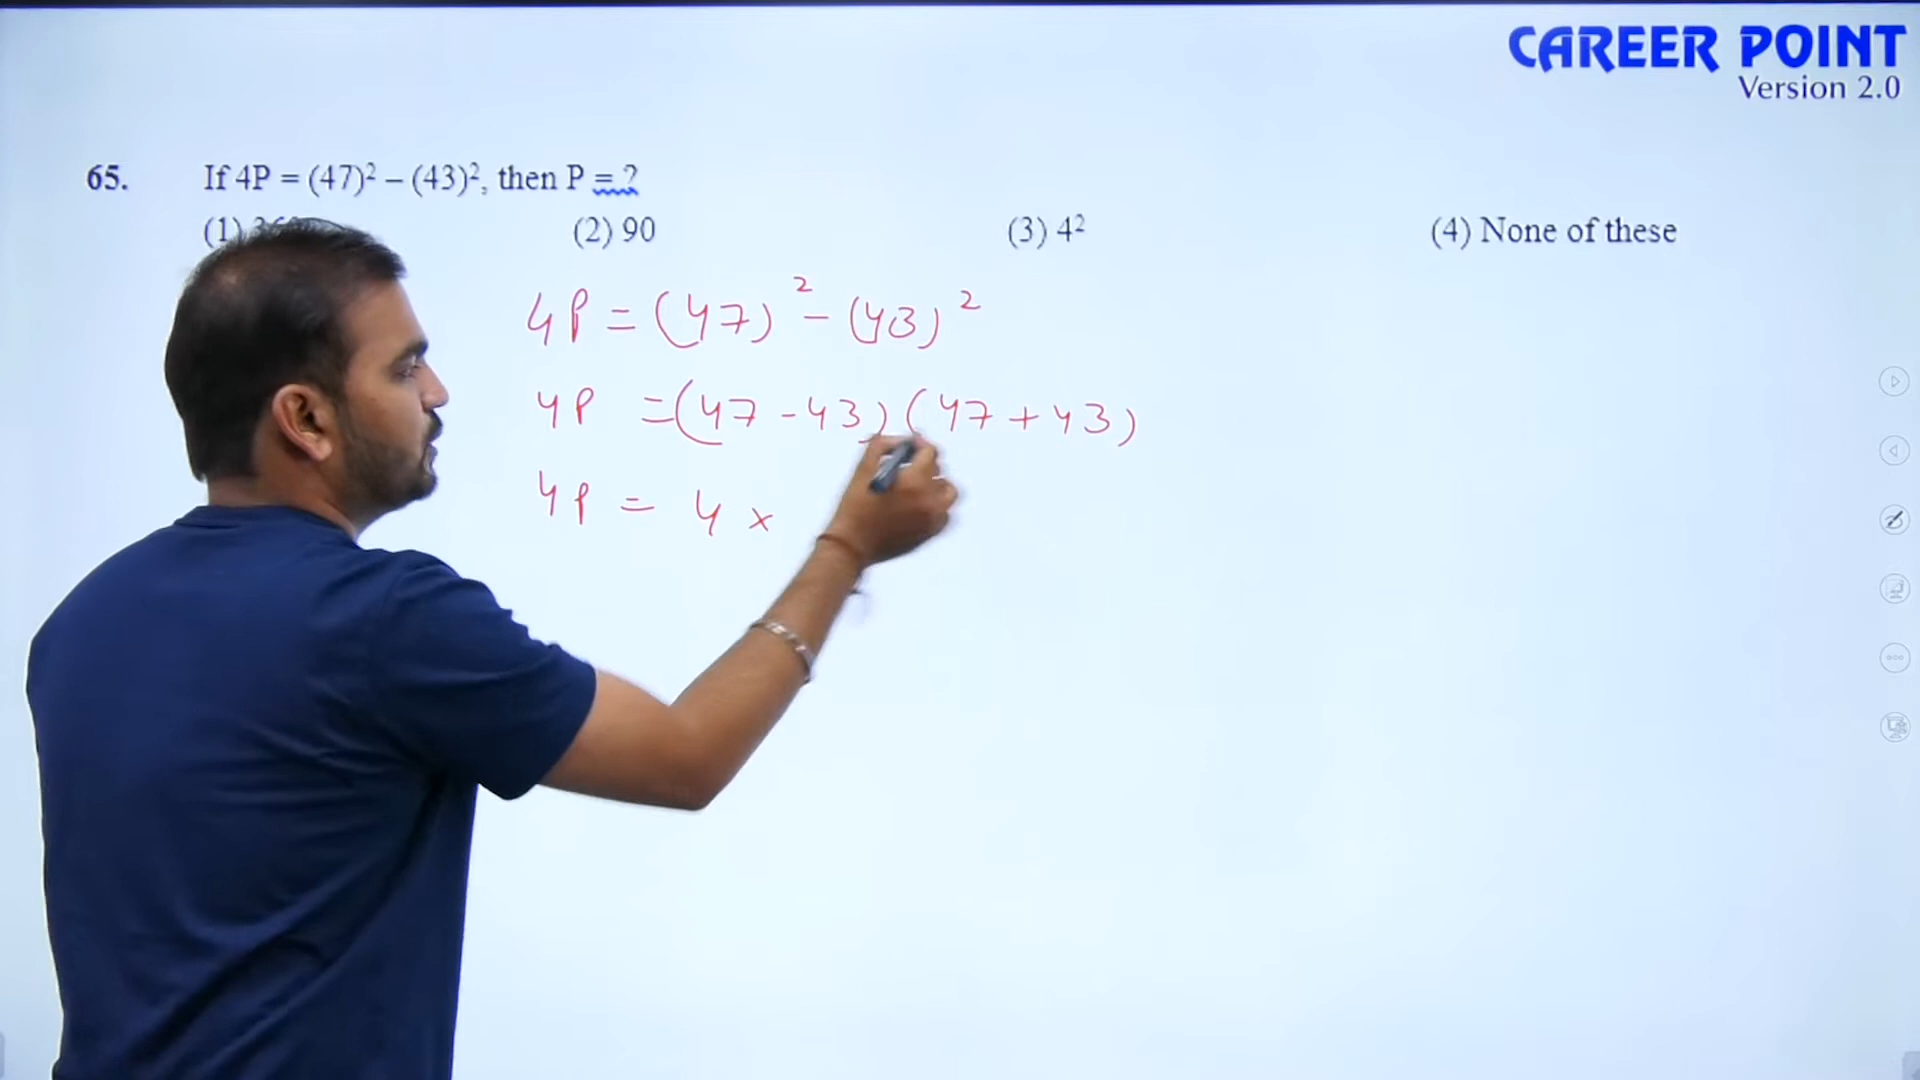 CAREER POINT
Version 2.0
65. If 4P = (47)² – (43)², then P = ?
(1) (2) 90 (3) 4² (4) None of these
4P = (47)² - (43)²
4P = (47 - 43) (47 + 43)
4P = 4 ×